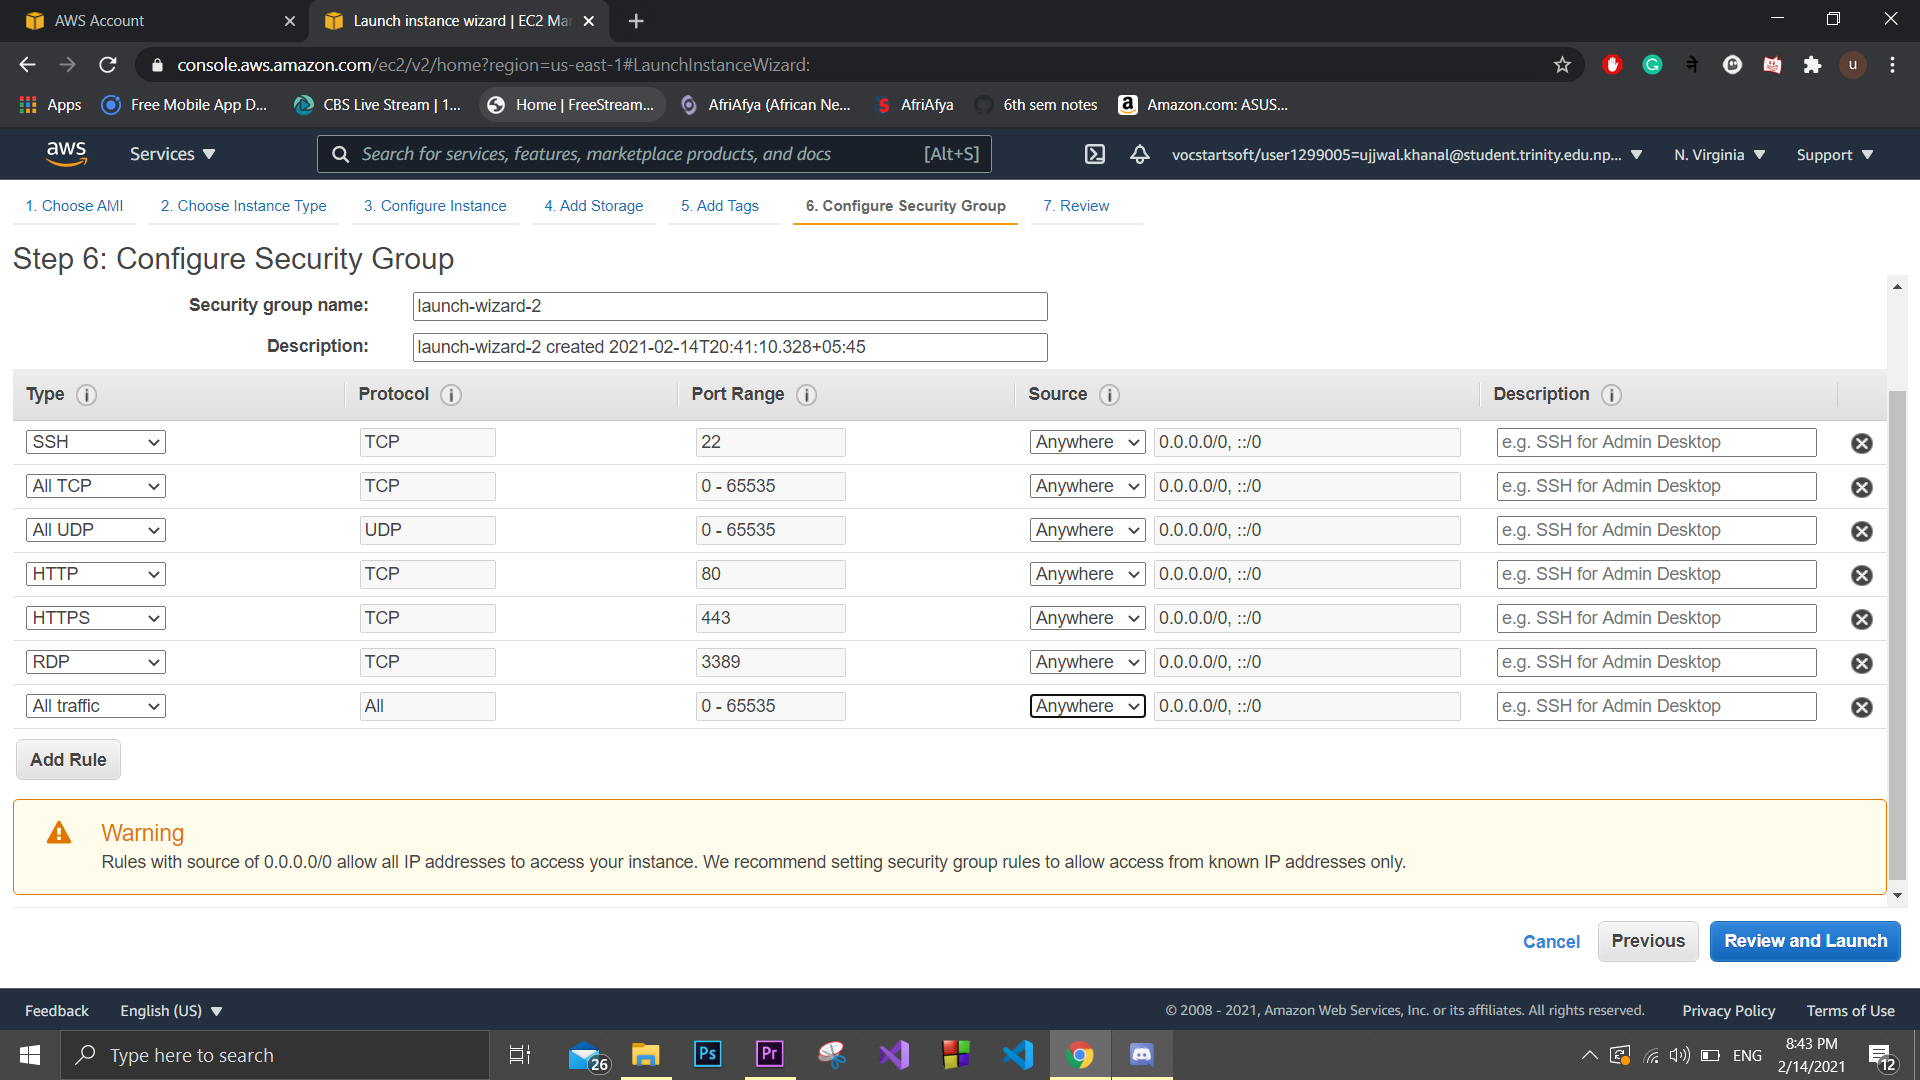 AWS Account
Launch instance wizard | EC2 Mar
console.aws.amazon.com/ec2/v2/home?region=us-east-1#LaunchInstanceWizard:
u
Apps
Free Mobile App D...
CBS Live Stream | 1...
Home | FreeStream...
AfriAfya (African Ne...
AfriAfya
6th sem notes
Amazon.com: ASUS...
aws
Services
Search for services, features, marketplace products, and docs
[Alt+S]
vocstartsoft/user1299005=ujjwal.khanal@student.trinity.edu.np...
N. Virginia
Support
1. Choose AMI
2. Choose Instance Type
3. Configure Instance
4. Add Storage
5. Add Tags
6. Configure Security Group
7. Review
Step 6: Configure Security Group
Security group name:
launch-wizard-2
Description:
launch-wizard-2 created 2021-02-14T20:41:10.328+05:45
Type Protocol Port Range Source Description
SSH TCP 22 Anywhere 0.0.0.0/0, ::/0 e.g. SSH for Admin Desktop
All TCP TCP 0 - 65535 Anywhere 0.0.0.0/0, ::/0 e.g. SSH for Admin Desktop
All UDP UDP 0 - 65535 Anywhere 0.0.0.0/0, ::/0 e.g. SSH for Admin Desktop
HTTP TCP 80 Anywhere 0.0.0.0/0, ::/0 e.g. SSH for Admin Desktop
HTTPS TCP 443 Anywhere 0.0.0.0/0, ::/0 e.g. SSH for Admin Desktop
RDP TCP 3389 Anywhere 0.0.0.0/0, ::/0 e.g. SSH for Admin Desktop
All traffic All 0 - 65535 Anywhere 0.0.0.0/0, ::/0 e.g. SSH for Admin Desktop
Add Rule
Warning
Rules with source of 0.0.0.0/0 allow all IP addresses to access your instance. We recommend setting security group rules to allow access from known IP addresses only.
Cancel
Previous
Review and Launch
Feedback
English (US)
© 2008 - 2021, Amazon Web Services, Inc. or its affiliates. All rights reserved.
Privacy Policy
Terms of Use
Type here to search
26
Ps
Pr
ENG
8:43 PM
2/14/2021
12